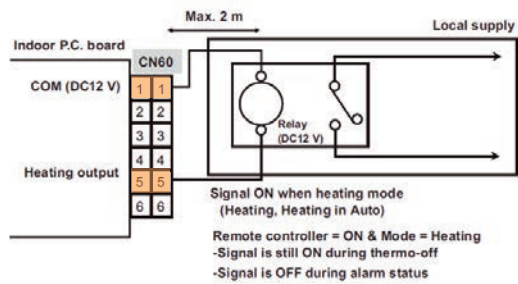 Max. 2 m
Local supply
Indoor P.C. board
CN60
COM (DC12 V)
1 1
2 2
3 3
4 4
Heating output
5 5
6 6
Relay
(DC12 V)
Signal ON when heating mode
(Heating, Heating in Auto)
Remote controller = ON & Mode = Heating
-Signal is still ON during thermo-off
-Signal is OFF during alarm status